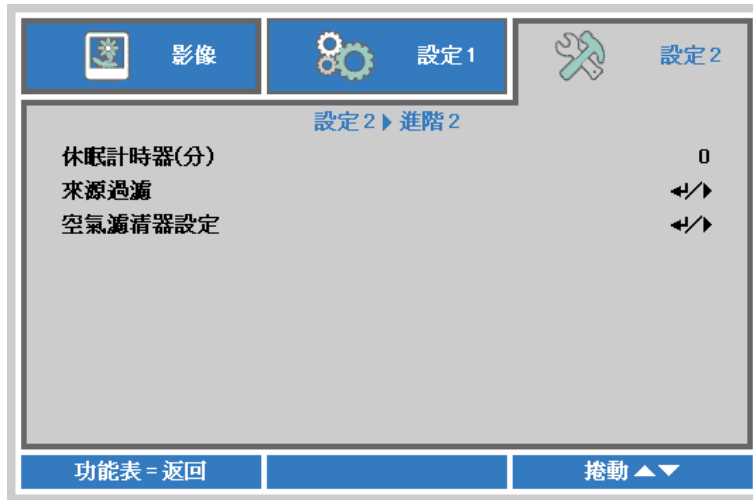 影像 設定1 設定2
設定2▶進階2
休眠計時器(分) 0
來源過濾 ↵/▶
空氣濾清器設定 ↵/▶
功能表=返回 捲動▲▼